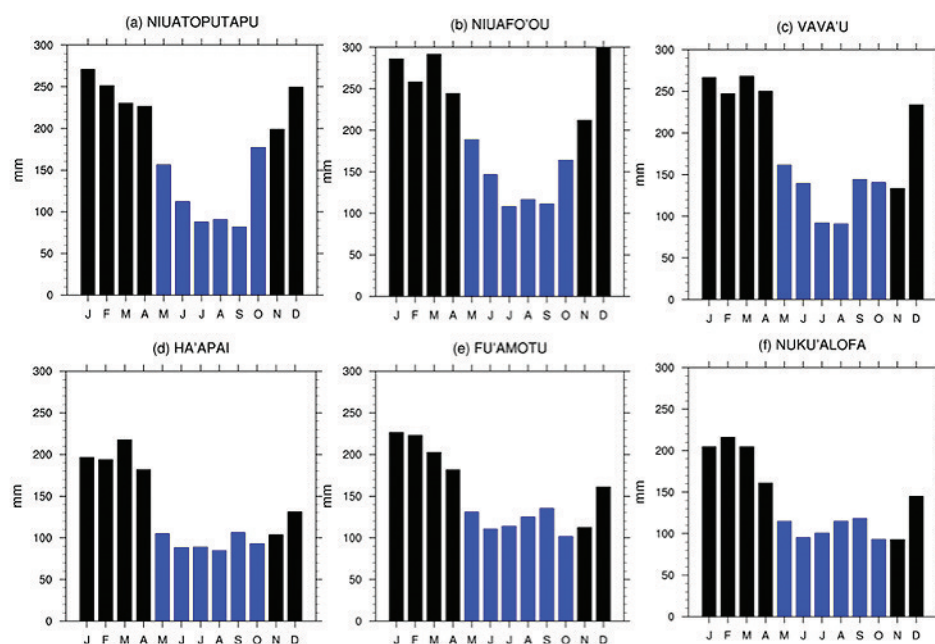 (a) NIUATOPUTAPU
300
250
200
150
100
50
0
mm
J F M A M J J A S O N D
(b) NIUAFO'OU
300
250
200
150
100
50
0
mm
J F M A M J J A S O N D
(c) VAVA'U
300
250
200
150
100
50
0
mm
J F M A M J J A S O N D
(d) HA'APAI
300
250
200
150
100
50
0
mm
J F M A M J J A S O N D
(e) FU'AMOTU
300
250
200
150
100
50
0
mm
J F M A M J J A S O N D
(f) NUKU'ALOFA
300
250
200
150
100
50
0
mm
J F M A M J J A S O N D